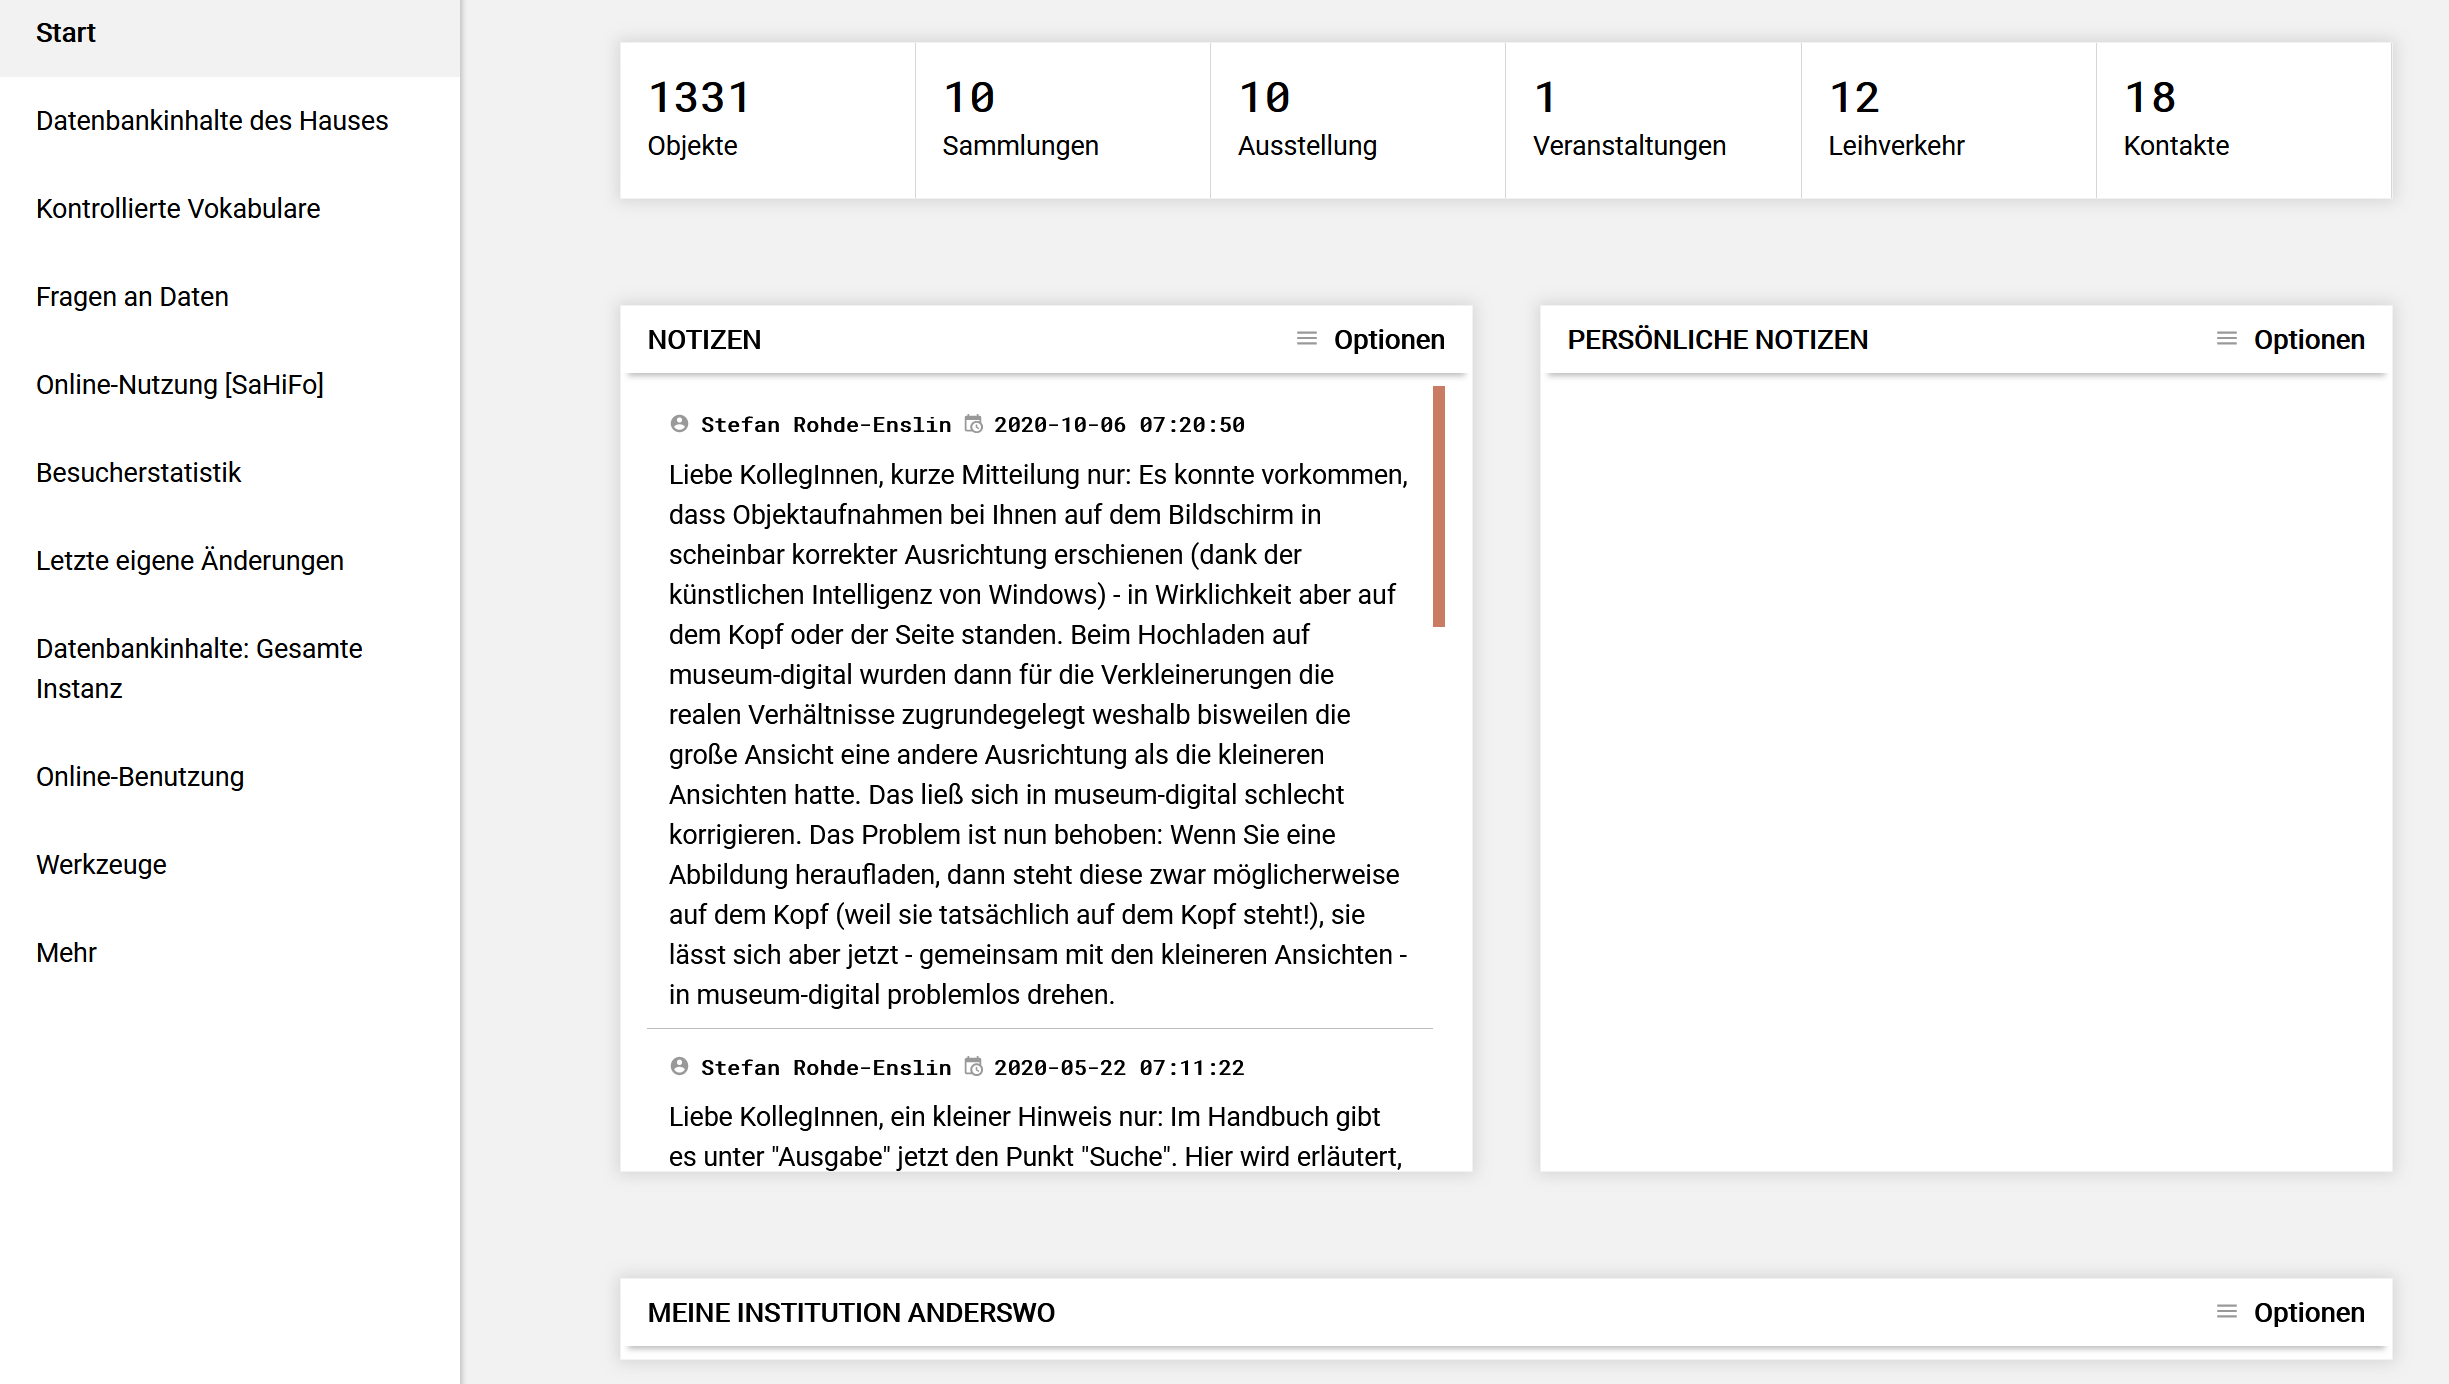 Start
Datenbankinhalte des Hauses
Kontrollierte Vokabulare
Fragen an Daten
Online-Nutzung [SaHiFo]
Besucherstatistik
Letzte eigene Änderungen
Datenbankinhalte: Gesamte
Instanz
Online-Benutzung
Werkzeuge
Mehr
1331
Objekte
10
Sammlungen
10
Ausstellung
1
Veranstaltungen
12
Leihverkehr
18
Kontakte
NOTIZEN
Optionen
Stefan Rohde-Enslin 2020-10-06 07:20:50
Liebe KollegInnen, kurze Mitteilung nur: Es konnte vorkommen,
dass Objektaufnahmen bei Ihnen auf dem Bildschirm in
scheinbar korrekter Ausrichtung erschienen (dank der
künstlichen Intelligenz von Windows) - in Wirklichkeit aber auf
dem Kopf oder der Seite standen. Beim Hochladen auf
museum-digital wurden dann für die Verkleinerungen die
realen Verhältnisse zugrundegelegt weshalb bisweilen die
große Ansicht eine andere Ausrichtung als die kleineren
Ansichten hatte. Das ließ sich in museum-digital schlecht
korrigieren. Das Problem ist nun behoben: Wenn Sie eine
Abbildung heraufladen, dann steht diese zwar möglicherweise
auf dem Kopf (weil sie tatsächlich auf dem Kopf steht!), sie
lässt sich aber jetzt - gemeinsam mit den kleineren Ansichten -
in museum-digital problemlos drehen.
Stefan Rohde-Enslin 2020-05-22 07:11:22
Liebe KollegInnen, ein kleiner Hinweis nur: Im Handbuch gibt
es unter "Ausgabe" jetzt den Punkt "Suche". Hier wird erläutert,
PERSÖNLICHE NOTIZEN
Optionen
MEINE INSTITUTION ANDERSWO
Optionen